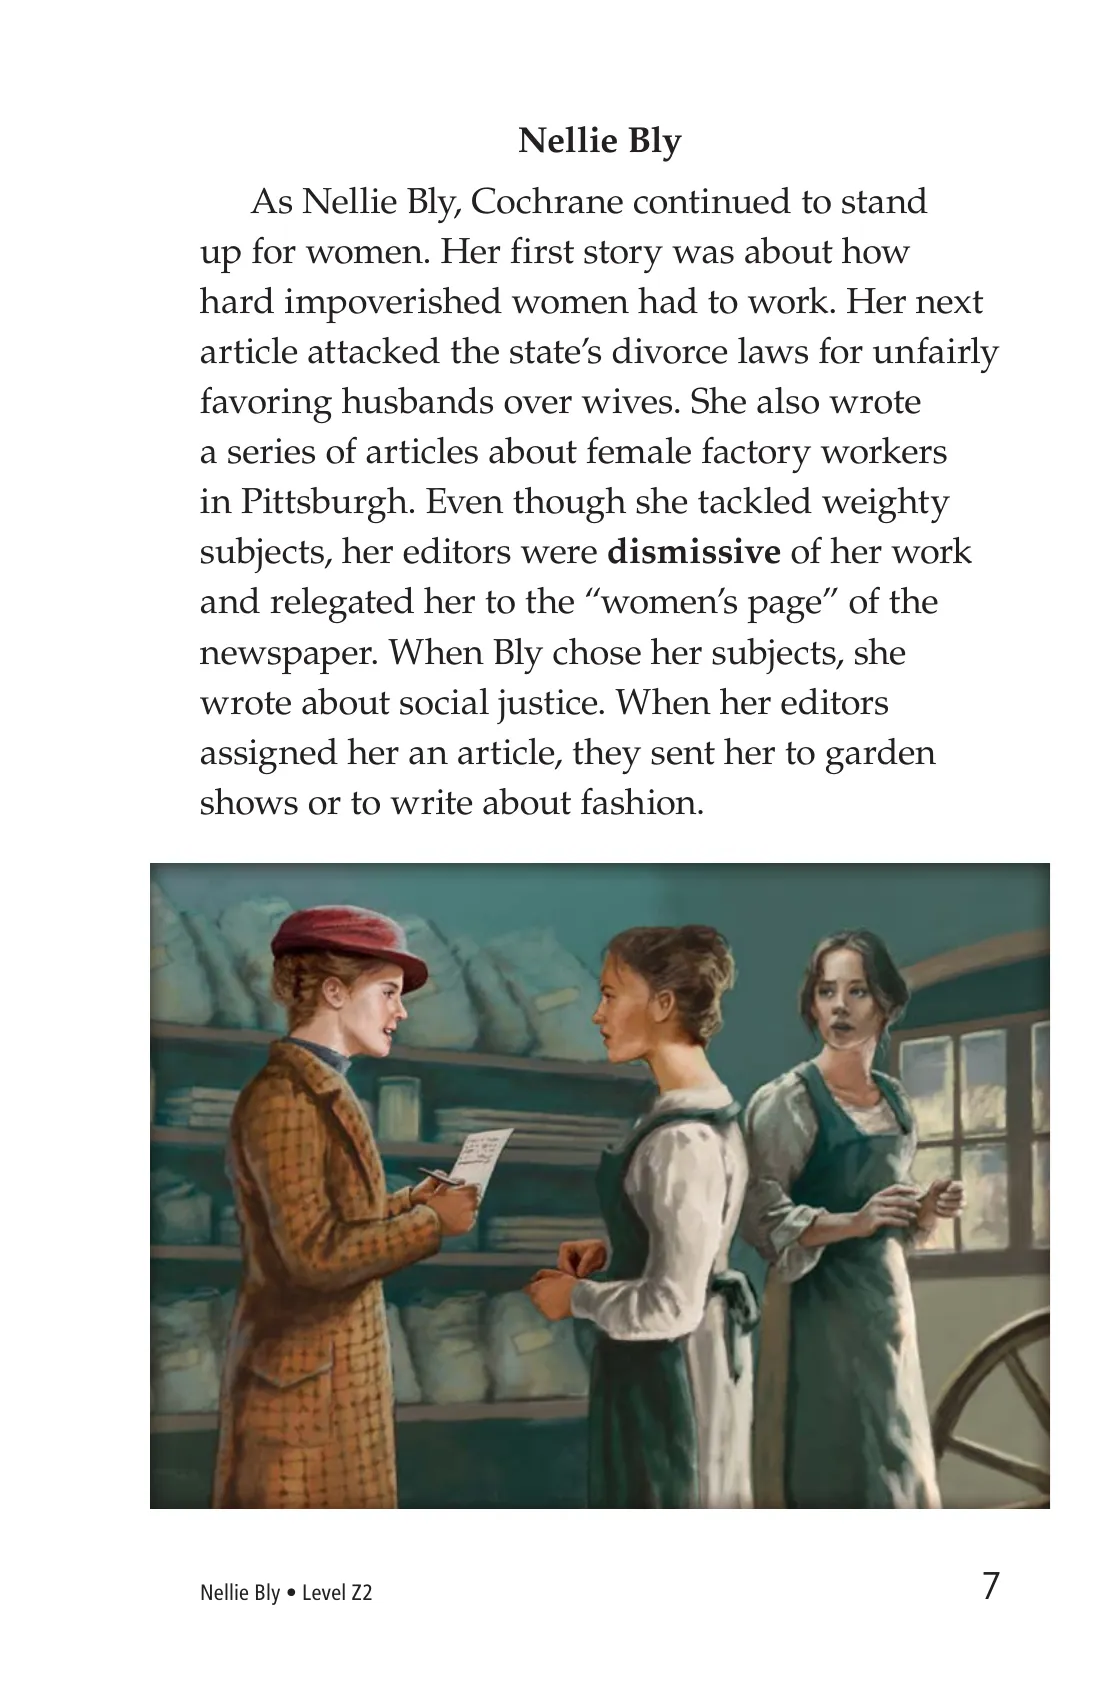 Nellie Bly
As Nellie Bly, Cochrane continued to stand
up for women. Her first story was about how
hard impoverished women had to work. Her next
article attacked the state’s divorce laws for unfairly
favoring husbands over wives. She also wrote
a series of articles about female factory workers
in Pittsburgh. Even though she tackled weighty
subjects, her editors were dismissive of her work
and relegated her to the “women’s page” of the
newspaper. When Bly chose her subjects, she
wrote about social justice. When her editors
assigned her an article, they sent her to garden
shows or to write about fashion.
Nellie Bly • Level Z2
7